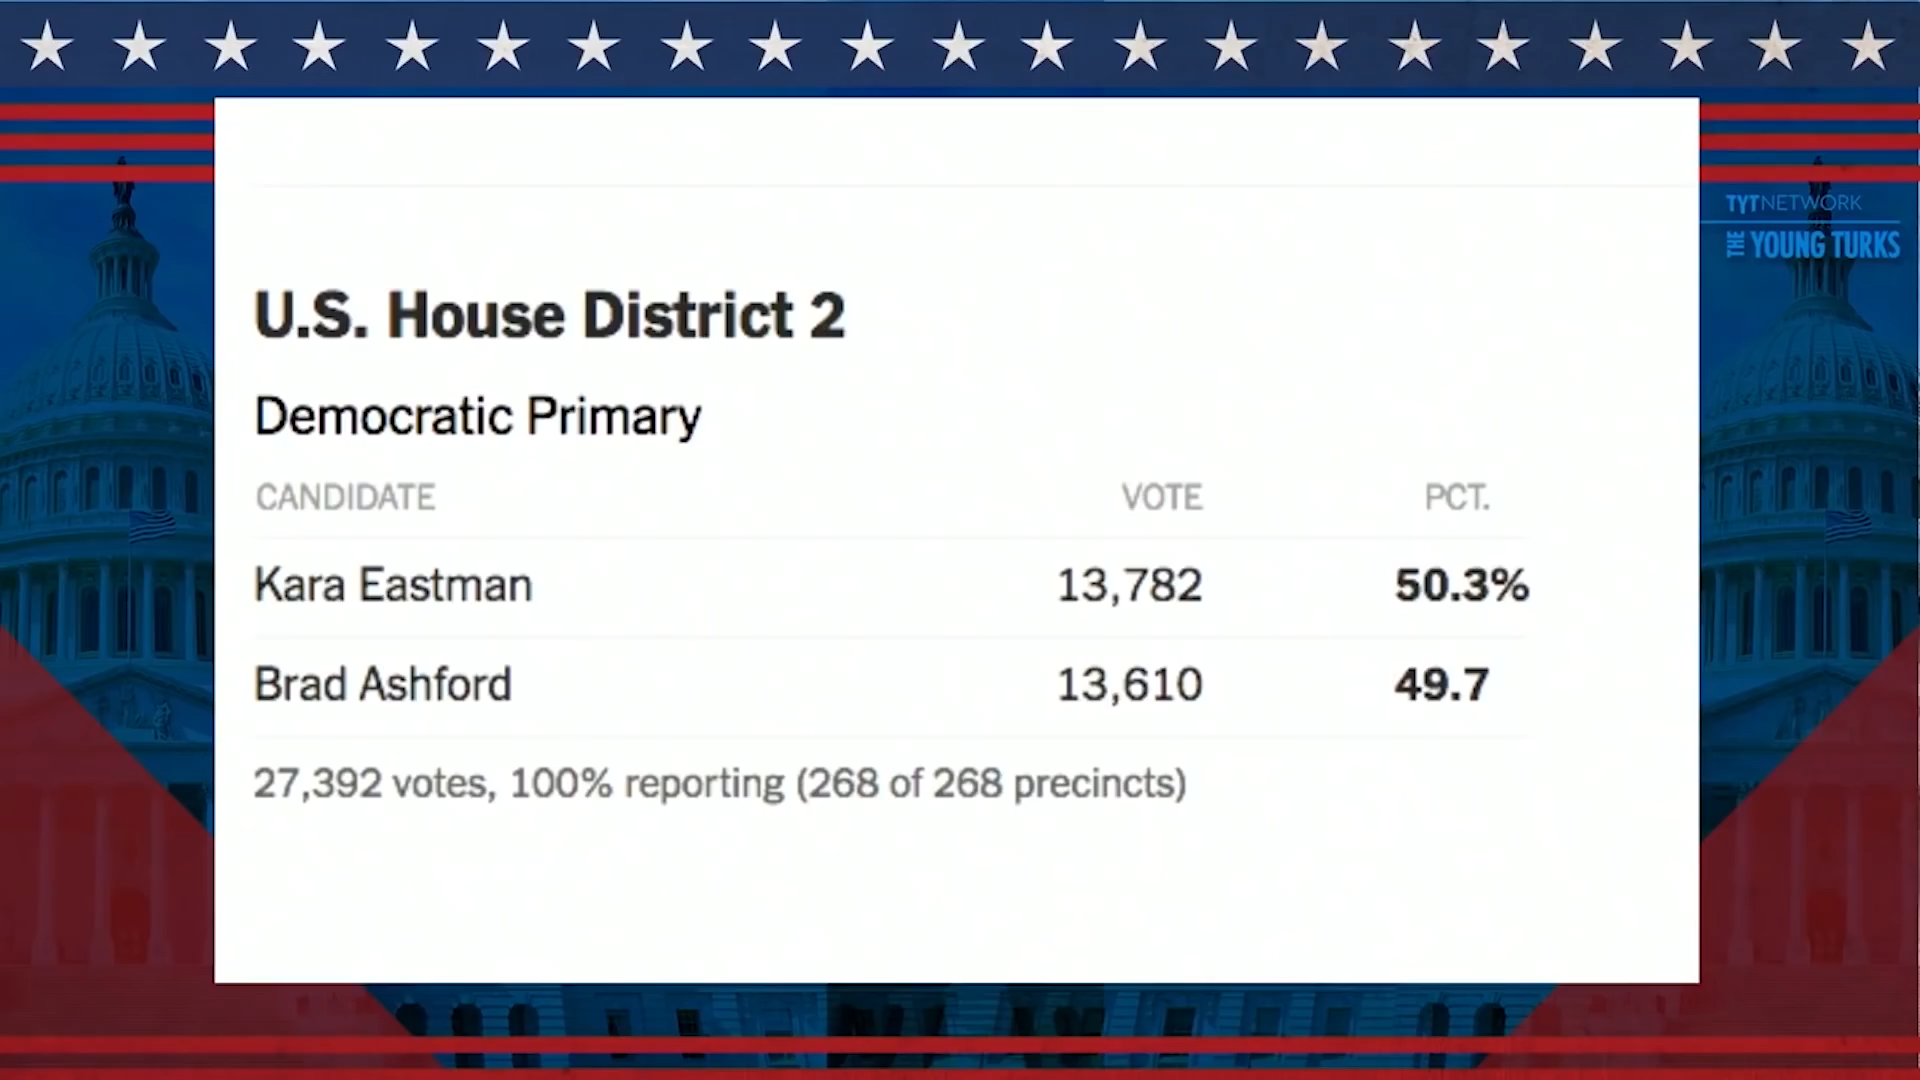 TYTNETWORK
THE YOUNG TURKS
U.S. House District 2
Democratic Primary
CANDIDATE VOTE PCT.
Kara Eastman 13,782 50.3%
Brad Ashford 13,610 49.7
27,392 votes, 100% reporting (268 of 268 precincts)